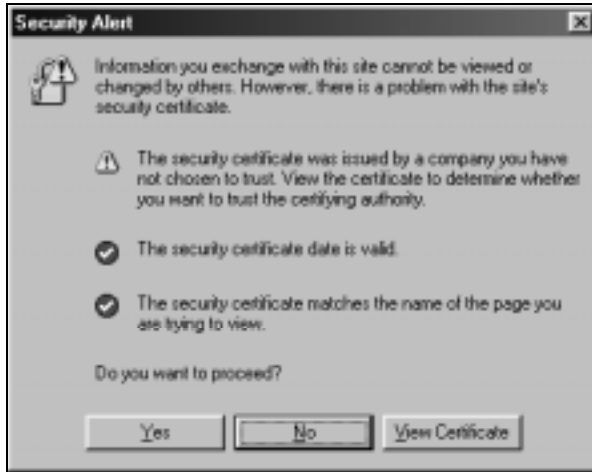 Security Alert
Information you exchange with this site cannot be viewed or
changed by others. However, there is a problem with the site's
security certificate.
The security certificate was issued by a company you have
not chosen to trust. View the certificate to determine whether
you want to trust the certifying authority.
The security certificate date is valid.
The security certificate matches the name of the page you
are trying to view.
Do you want to proceed?
Yes
No
View Certificate